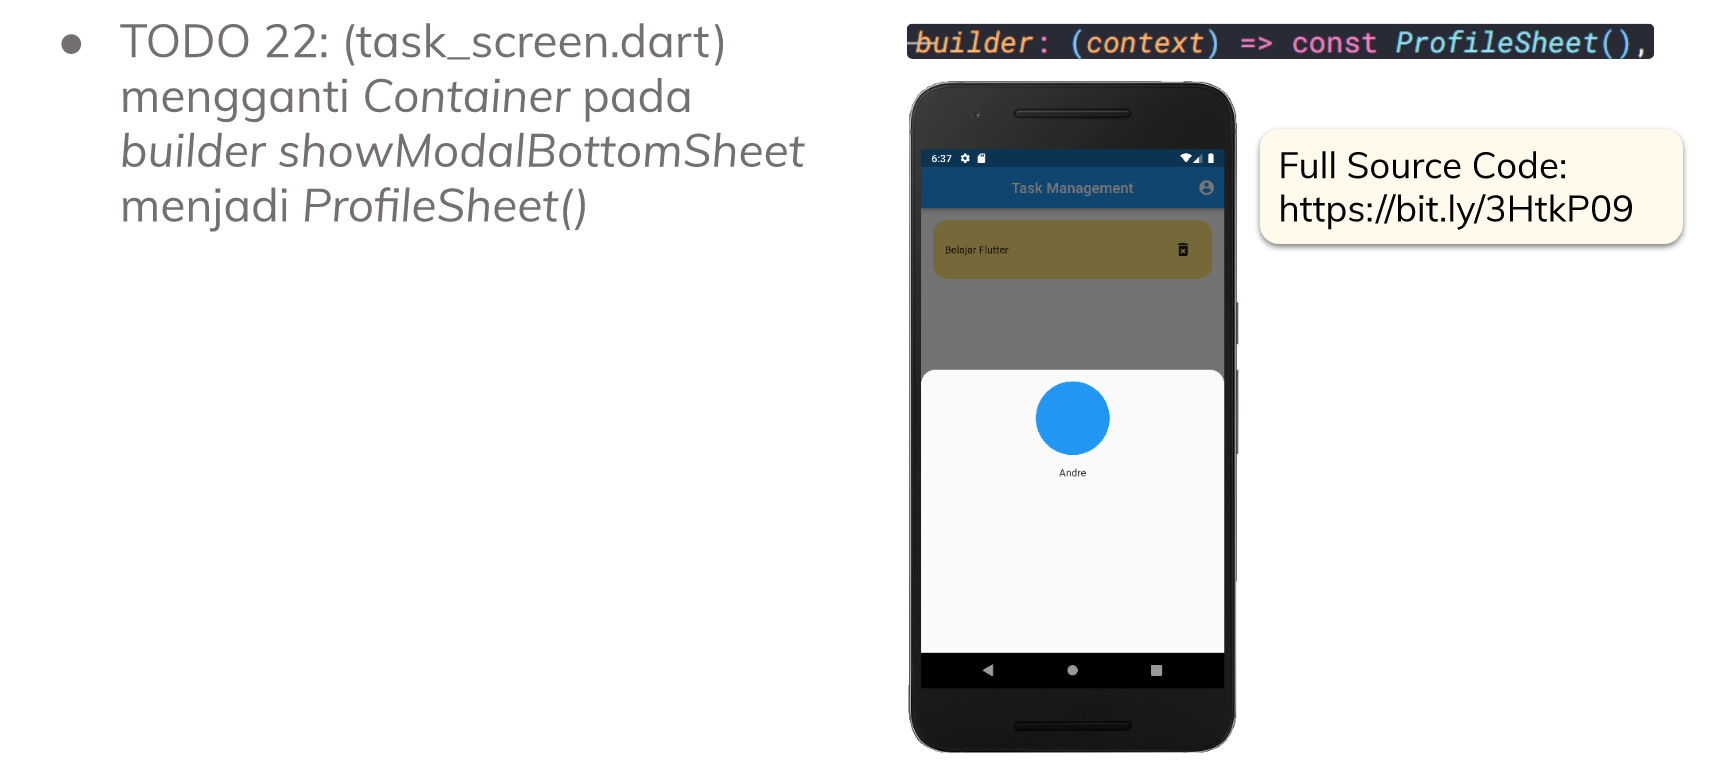 ● TODO 22: (task_screen.dart)
mengganti Container pada
builder showModalBottomSheet
menjadi ProfileSheet()
builder: (context) => const ProfileSheet(),
6:37
Task Management
Belajar Flutter
Andre
Full Source Code:
https://bit.ly/3HtkP09